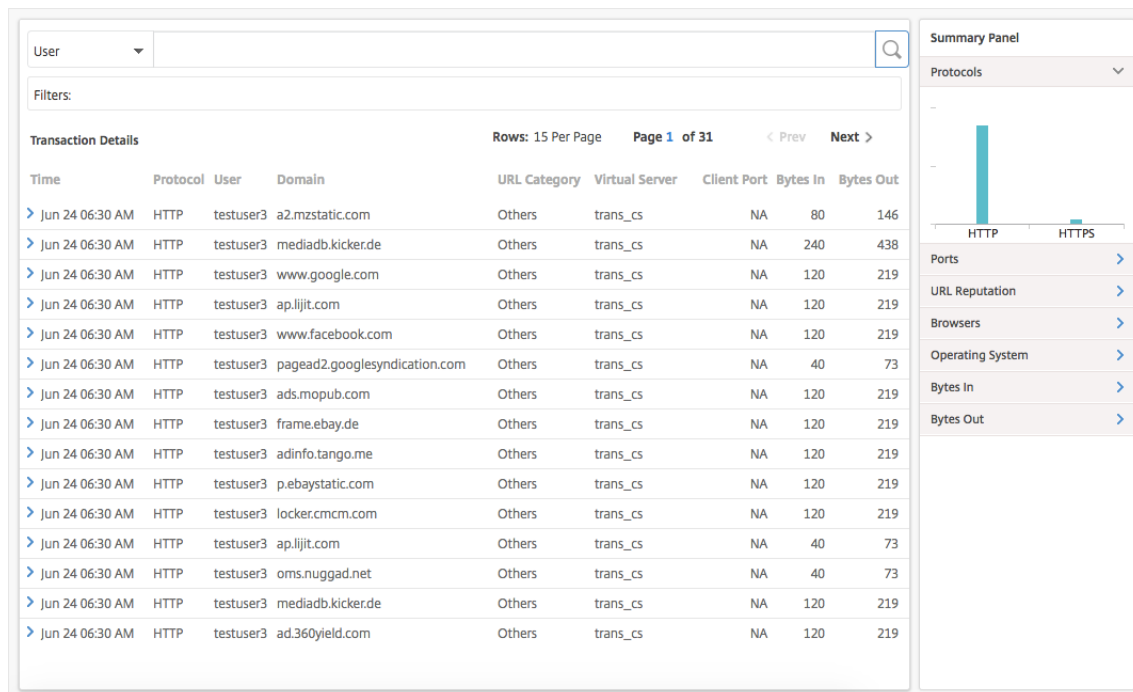 User
Filters:
Transaction Details Rows: 15 Per Page Page 1 of 31 Prev Next
Time Protocol User Domain URL Category Virtual Server Client Port Bytes In Bytes Out
Jun 24 06:30 AM HTTP testuser3 a2.mzstatic.com Others trans_cs NA 80 146
Jun 24 06:30 AM HTTP testuser3 mediadb.kicker.de Others trans_cs NA 240 438
Jun 24 06:30 AM HTTP testuser3 www.google.com Others trans_cs NA 120 219
Jun 24 06:30 AM HTTP testuser3 ap.lijit.com Others trans_cs NA 120 219
Jun 24 06:30 AM HTTP testuser3 www.facebook.com Others trans_cs NA 120 219
Jun 24 06:30 AM HTTP testuser3 pagead2.googlesyndication.com Others trans_cs NA 40 73
Jun 24 06:30 AM HTTP testuser3 ads.mopub.com Others trans_cs NA 120 219
Jun 24 06:30 AM HTTP testuser3 frame.ebay.de Others trans_cs NA 120 219
Jun 24 06:30 AM HTTP testuser3 adinfo.tango.me Others trans_cs NA 120 219
Jun 24 06:30 AM HTTP testuser3 p.ebaystatic.com Others trans_cs NA 120 219
Jun 24 06:30 AM HTTP testuser3 locker.cmcm.com Others trans_cs NA 120 219
Jun 24 06:30 AM HTTP testuser3 ap.lijit.com Others trans_cs NA 40 73
Jun 24 06:30 AM HTTP testuser3 oms.nuggad.net Others trans_cs NA 40 73
Jun 24 06:30 AM HTTP testuser3 mediadb.kicker.de Others trans_cs NA 120 219
Jun 24 06:30 AM HTTP testuser3 ad.360yield.com Others trans_cs NA 120 219
Summary Panel
Protocols
HTTP HTTPS
Ports
URL Reputation
Browsers
Operating System
Bytes In
Bytes Out